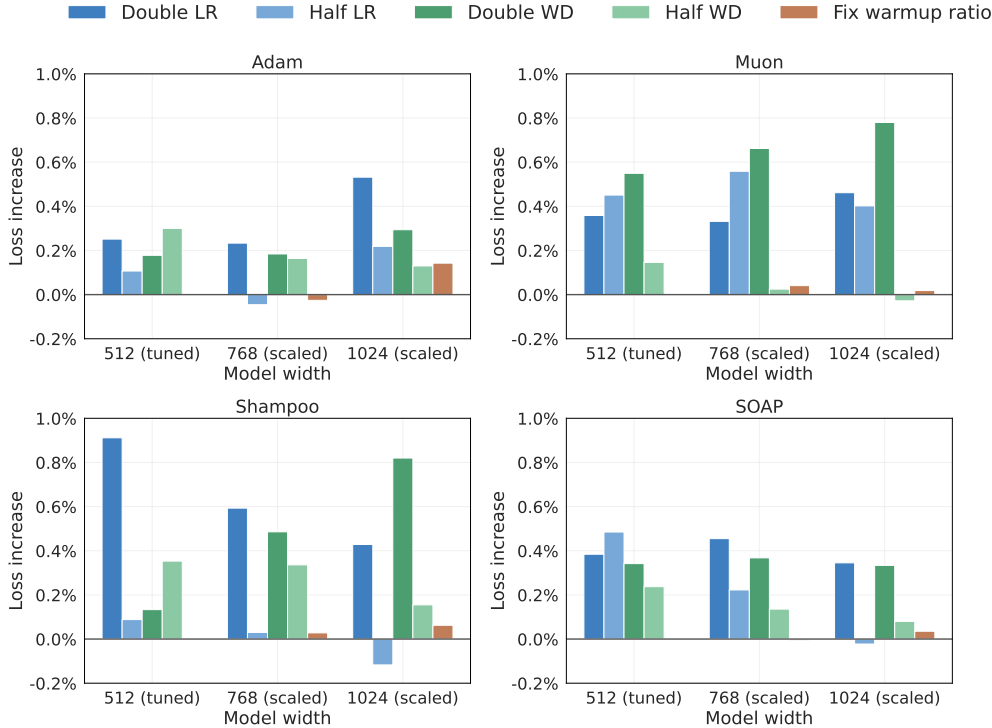 Double LR Half LR Double WD Half WD Fix warmup ratio
Adam
1.0%
0.8%
0.6%
0.4%
0.2%
0.0%
-0.2%
Loss increase
512 (tuned) 768 (scaled) 1024 (scaled)
Model width
Muon
1.0%
0.8%
0.6%
0.4%
0.2%
0.0%
-0.2%
Loss increase
512 (tuned) 768 (scaled) 1024 (scaled)
Model width
Shampoo
1.0%
0.8%
0.6%
0.4%
0.2%
0.0%
-0.2%
Loss increase
512 (tuned) 768 (scaled) 1024 (scaled)
Model width
SOAP
1.0%
0.8%
0.6%
0.4%
0.2%
0.0%
-0.2%
Loss increase
512 (tuned) 768 (scaled) 1024 (scaled)
Model width